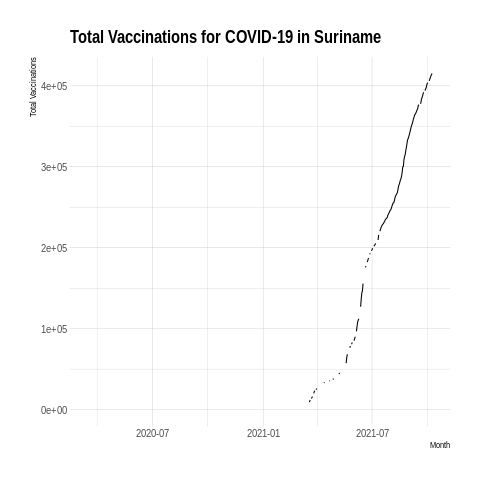 Total Vaccinations for COVID-19 in Suriname
Total Vaccinations
4e+05
3e+05
2e+05
1e+05
0e+00
2020-07 2021-01 2021-07
Month